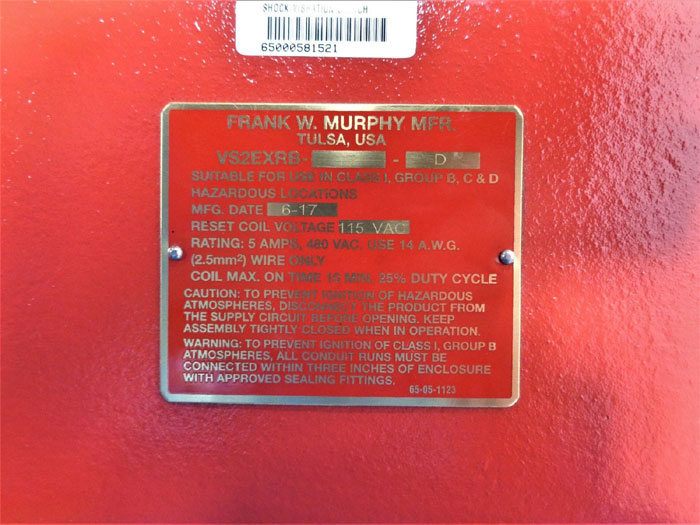 SHOCK/VIBRATION SWITCH
65000581521
FRANK W. MURPHY MFR.
TULSA, USA
VS2EXRB- - D
SUITABLE FOR USE IN CLASS I, GROUP B, C & D
HAZARDOUS LOCATIONS
MFG. DATE 6-17
RESET COIL VOLTAGE 115 VAC
RATING: 5 AMPS, 480 VAC. USE 14 A.W.G.
(2.5mm²) WIRE ONLY
COIL MAX. ON TIME 10 MIN. 25% DUTY CYCLE
CAUTION: TO PREVENT IGNITION OF HAZARDOUS
ATMOSPHERES, DISCONNECT THE PRODUCT FROM
THE SUPPLY CIRCUIT BEFORE OPENING. KEEP
ASSEMBLY TIGHTLY CLOSED WHEN IN OPERATION.
WARNING: TO PREVENT IGNITION OF CLASS I, GROUP B
ATMOSPHERES, ALL CONDUIT RUNS MUST BE
CONNECTED WITHIN THREE INCHES OF ENCLOSURE
WITH APPROVED SEALING FITTINGS.
65-05-1123